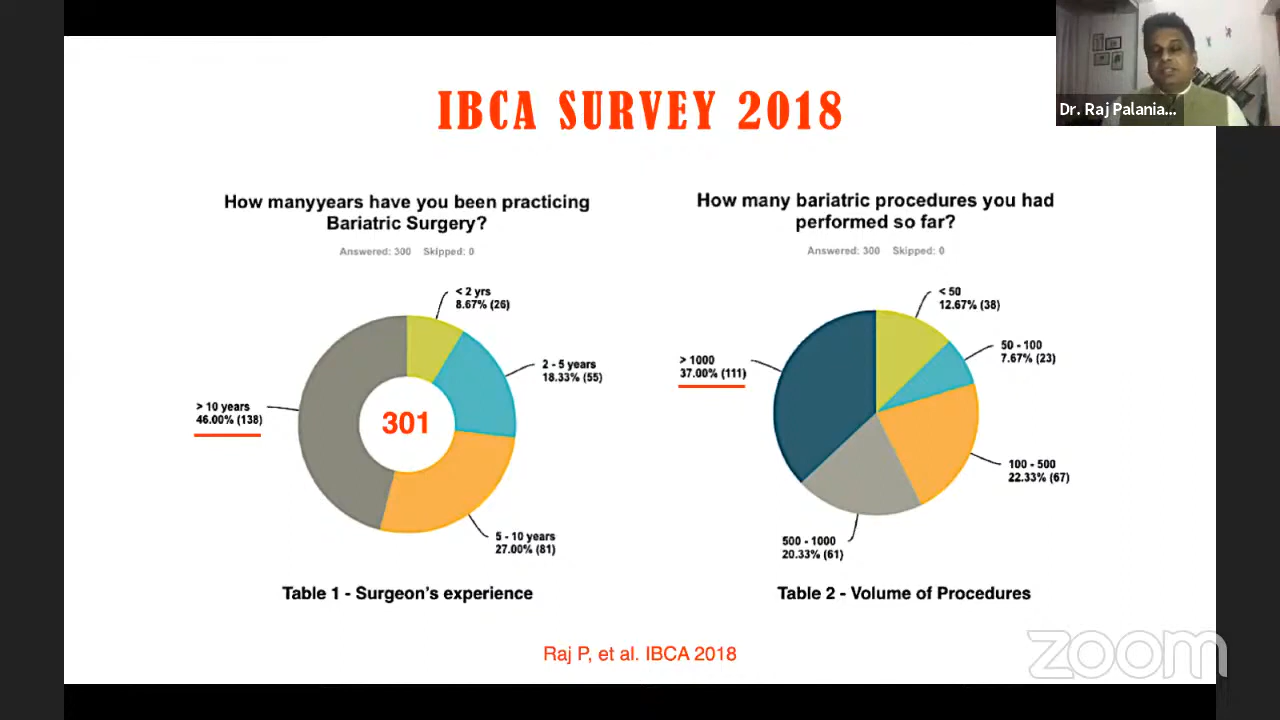 IBCA SURVEY 2018
Dr. Raj Palania...
How manyyears have you been practicing
Bariatric Surgery?
Answered: 300 Skipped: 0
< 2 yrs
8.67% (26)
2 - 5 years
18.33% (55)
> 10 years
46.00% (138)
301
5 - 10 years
27.00% (81)
Table 1 - Surgeon's experience
How many bariatric procedures you had
performed so far?
Answered: 300 Skipped: 0
< 50
12.67% (38)
50 - 100
7.67% (23)
> 1000
37.00% (111)
100 - 500
22.33% (67)
500 - 1000
20.33% (61)
Table 2 - Volume of Procedures
Raj P, et al. IBCA 2018
zoom